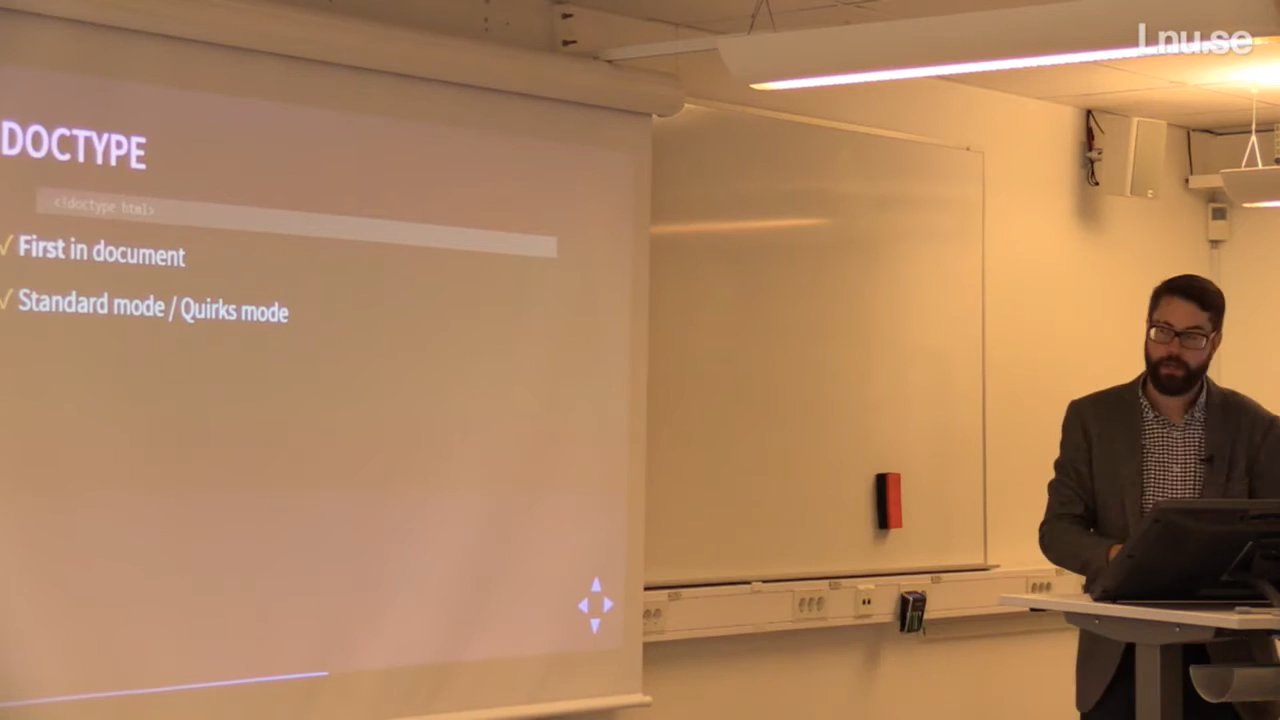 Lnu.se
DOCTYPE
<!doctype html>
✓ First in document
✓ Standard mode / Quirks mode